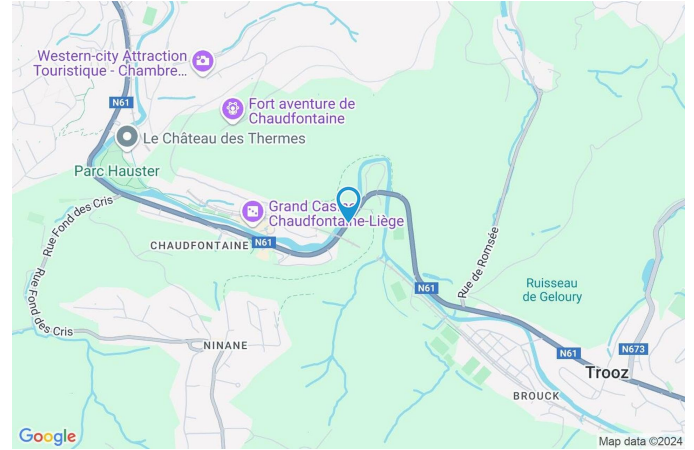 Western-city Attraction
Touristique - Chambre...
N61
Fort aventure de
Chaudfontaine
Le Château des Thermes
Parc Hauster
Rue Fond des Cris
Grand Casino
Chaudfontaine-Liège
CHAUDFONTAINE
N61
Rue de Romsée
Rue Fond des Cris
N61
Ruisseau
de Geloury
NINANE
N61
N673
Trooz
BROUCK
Google
Map data ©2024